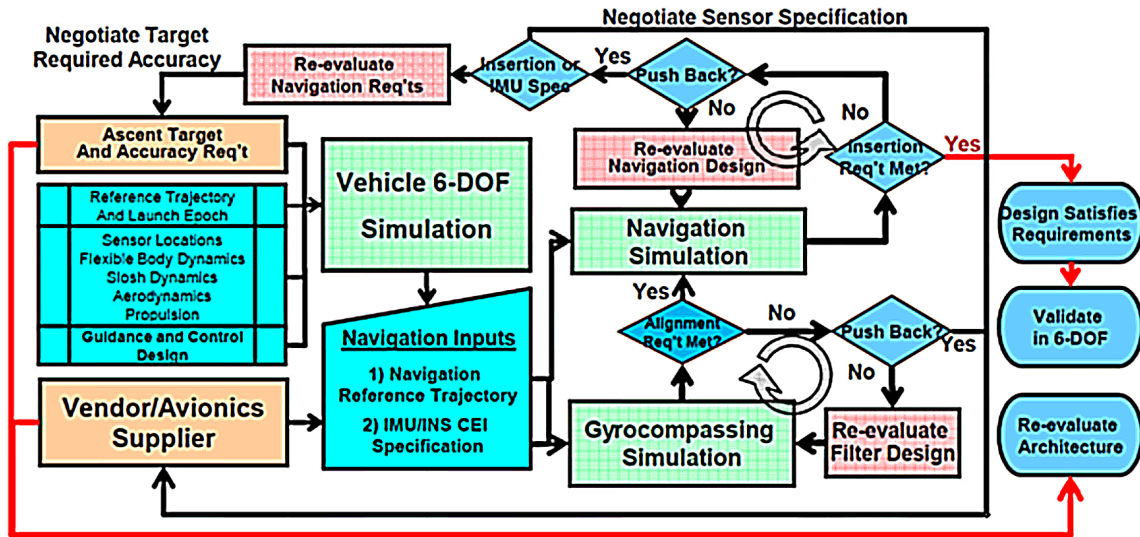 Negotiate Sensor Specification
Negotiate Target
Required Accuracy
Re-evaluate
Navigation Req'ts
Insertion or
IMU Spec
Yes
Push Back?
No
No
Ascent Target
And Accuracy Req't
Vehicle 6-DOF
Simulation
Re-evaluate
Navigation Design
Insertion
Req't Met?
Yes
Reference Trajectory
And Launch Epoch
Sensor Locations
Flexible Body Dynamics
Slosh Dynamics
Aerodynamics
Propulsion
Guidance and Control
Design
Navigation
Simulation
Design Satisfies
Requirements
Yes
Alignment
Req't Met?
No
Push Back?
Yes
No
Validate
in 6-DOF
Navigation Inputs
1) Navigation
Reference Trajectory
2) IMU/INS CEI
Specification
Vendor/Avionics
Supplier
Gyrocompassing
Simulation
Re-evaluate
Filter Design
Re-evaluate
Architecture